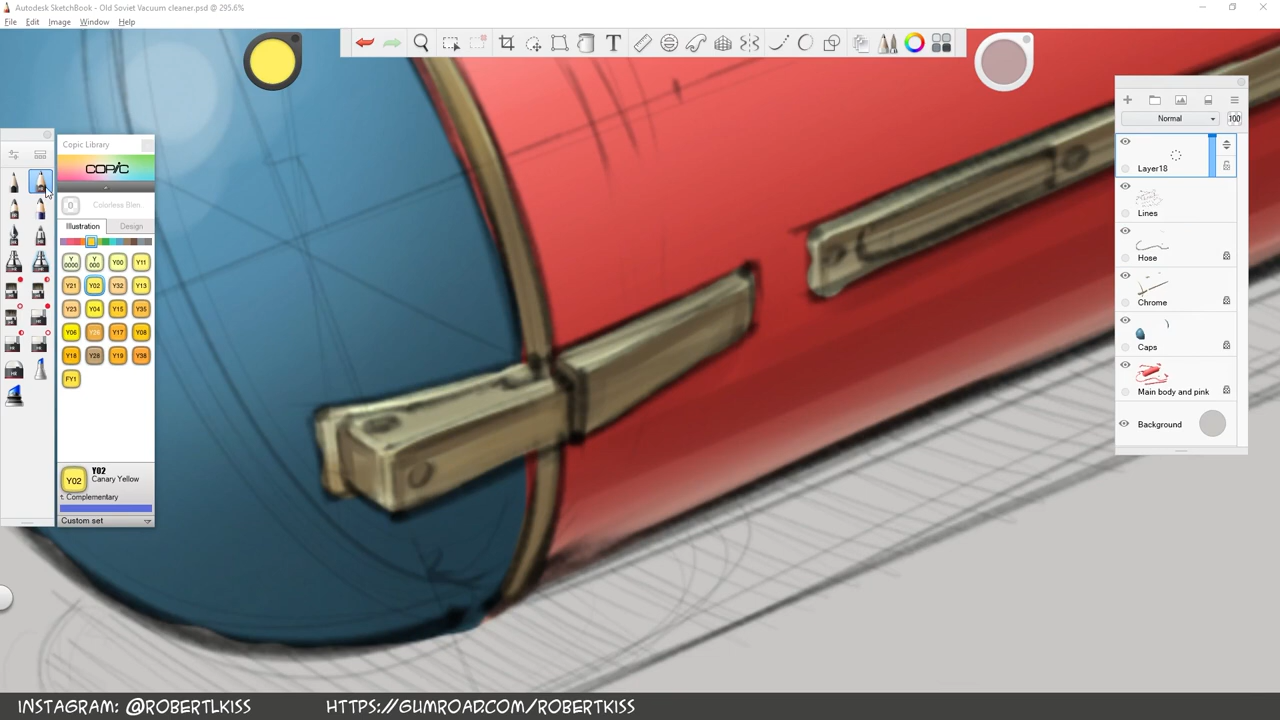 Autodesk SketchBook - Old Soviet Vacuum cleaner.psd @ 295.6%
File Edit Image Window Help
Normal 100
Layer18
Lines
Hose
Chrome
Caps
Main body and pink
Background
Copic Library
COPIC
0 Colorless Blen.
Illustration Design
Y0000 Y000 Y00 Y11
Y21 Y02 Y32 Y13
Y23 Y04 Y15 Y35
Y06 Y26 Y17 Y08
Y18 Y28 Y19 Y38
FY1
Y02 Y02
Canary Yellow
t. Complementary
Custom set
INSTAGRAM: @ROBERTLKISS HTTPS://GUMROAD.COM/ROBERTKISS